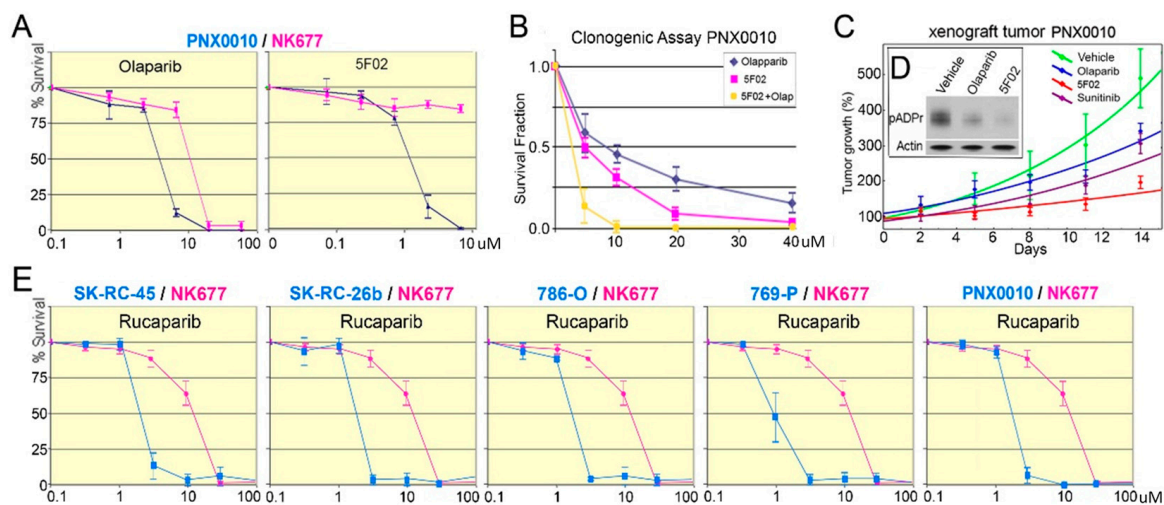 A
PNX0010 / NK677
Olaparib
5F02
% Survival
75
50
25
0
0.1
1
10
100
0
0.1
1
10 uM
B
Clonogenic Assay PNX0010
Olapparib
5F02
5F02+Olap
Survival Fraction
1.0
0.5
0.0
10
20
30
40 uM
C
xenograft tumor PNX0010
Vehicle
Olaparib
5F02
Sunitinib
Tumor growth (%)
500
400
300
200
100
0
2
4
6
8
10
12
14
Days
D
Vehicle
Olaparib
5F02
pADPr
Actin
E
SK-RC-45 / NK677
SK-RC-26b / NK677
786-O / NK677
769-P / NK677
PNX0010 / NK677
Rucaparib
Rucaparib
Rucaparib
Rucaparib
Rucaparib
% Survival
75
50
25
0
0.1
1
10
100
0.1
1
10
100
0.1
1
10
100
0.1
1
10
100
0.1
1
10
100 uM